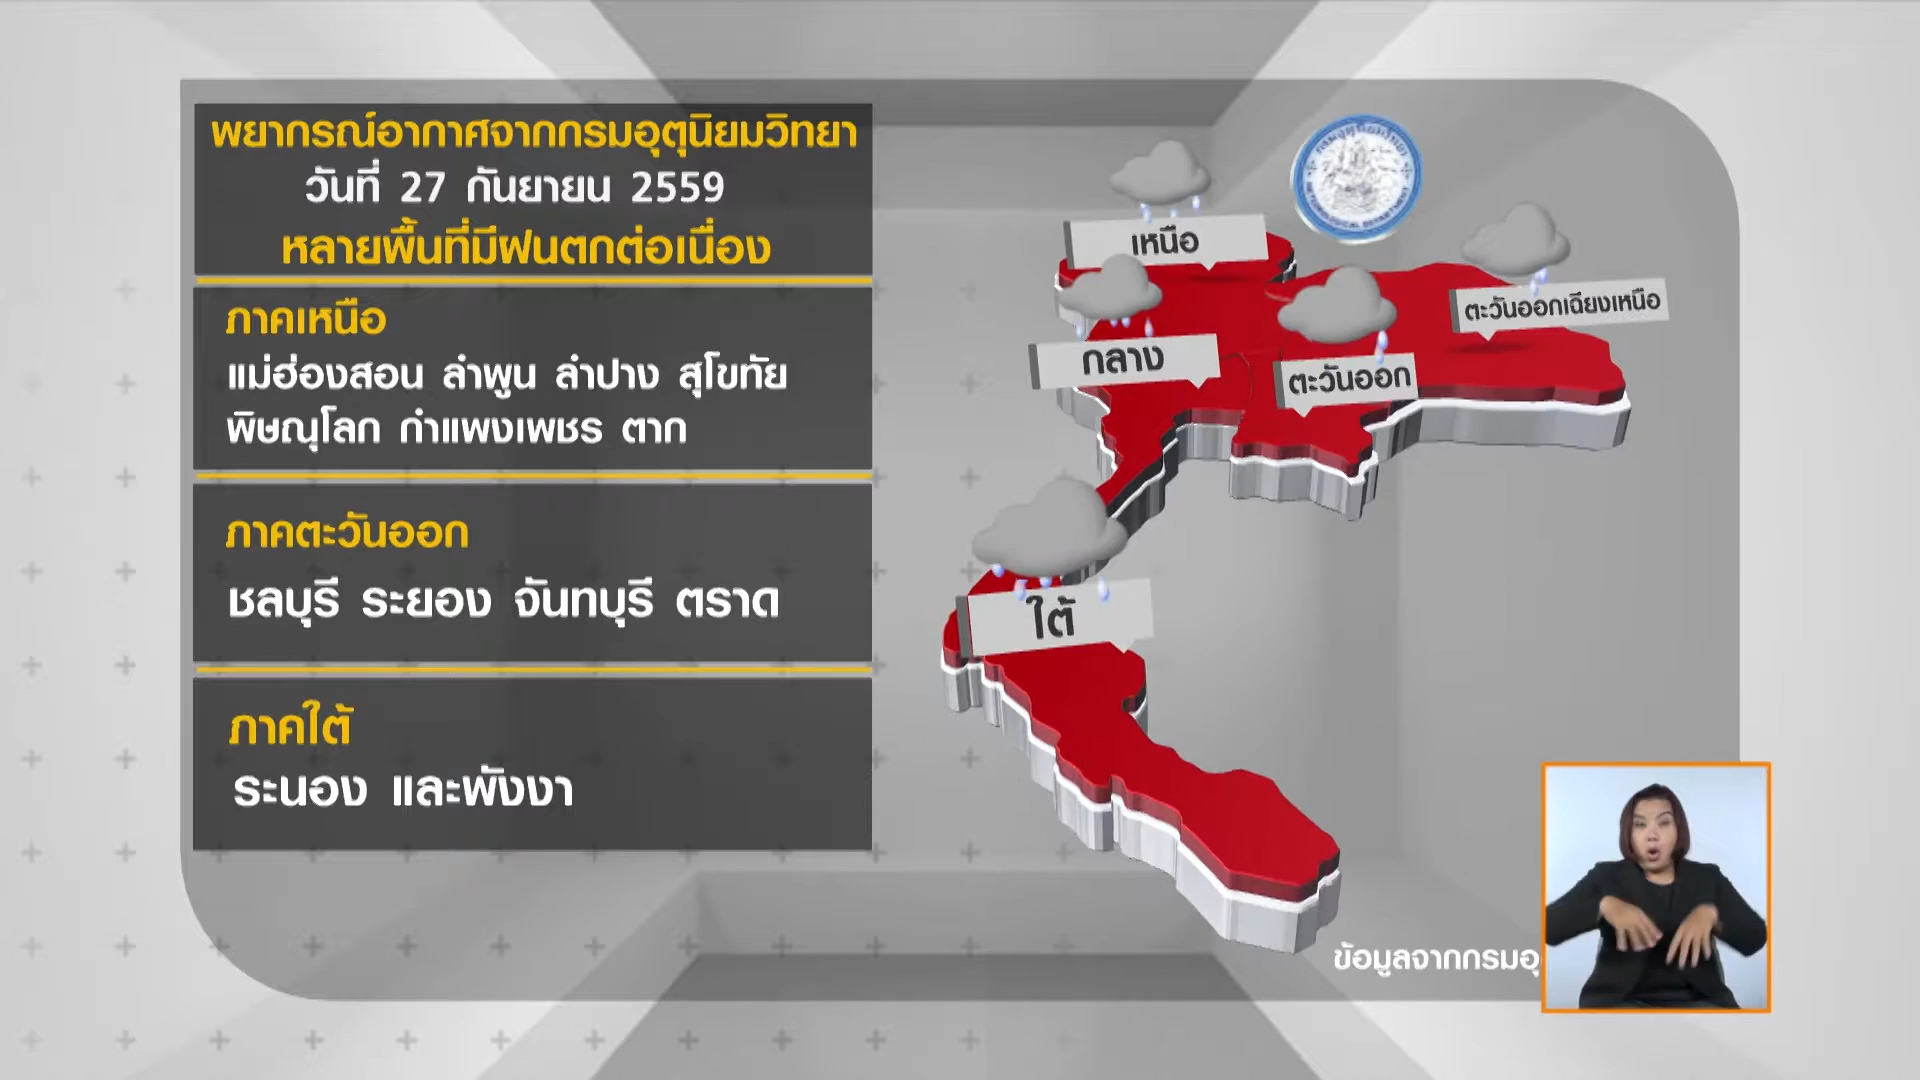 พยากรณ์อากาศจากกรมอุตุนิยมวิทยา
วันที่ 27 กันยายน 2559
หลายพื้นที่มีฝนตกต่อเนื่อง
ภาคเหนือ
แม่ฮ่องสอน ลำพูน ลำปาง สุโขทัย
พิษณุโลก กำแพงเพชร ตาก
ภาคตะวันออก
ชลบุรี ระยอง จันทบุรี ตราด
ภาคใต้
ระนอง และพังงา
เหนือ
ตะวันออกเฉียงเหนือ
กลาง
ตะวันออก
ใต้
ข้อมูลจากกรมอุ